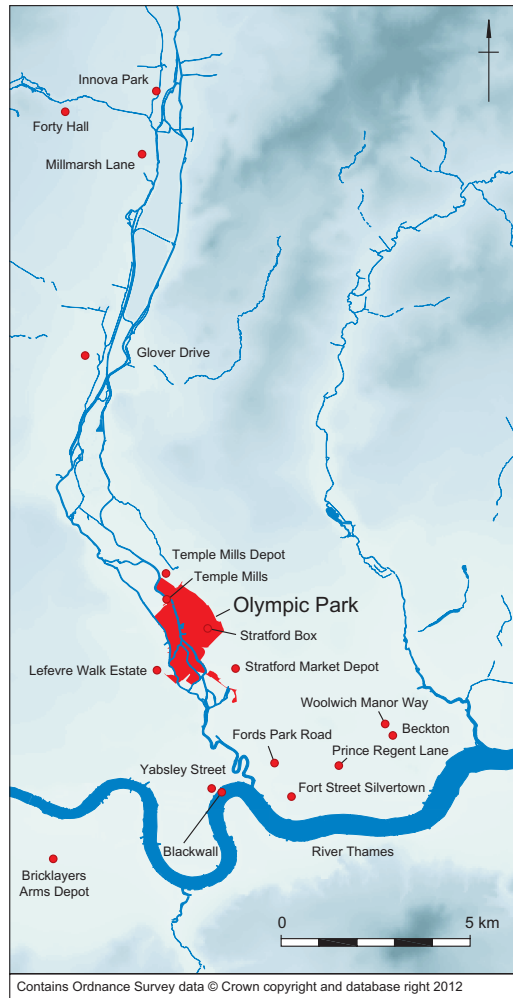 Innova Park
Forty Hall
Millmarsh Lane
Glover Drive
Temple Mills Depot
Temple Mills
Olympic Park
Stratford Box
Lefevre Walk Estate
Stratford Market Depot
Woolwich Manor Way
Beckton
Fords Park Road
Prince Regent Lane
Yabsley Street
Fort Street Silvertown
Blackwall
River Thames
Bricklayers
Arms Depot
0
5 km
Contains Ordnance Survey data © Crown copyright and database right 2012